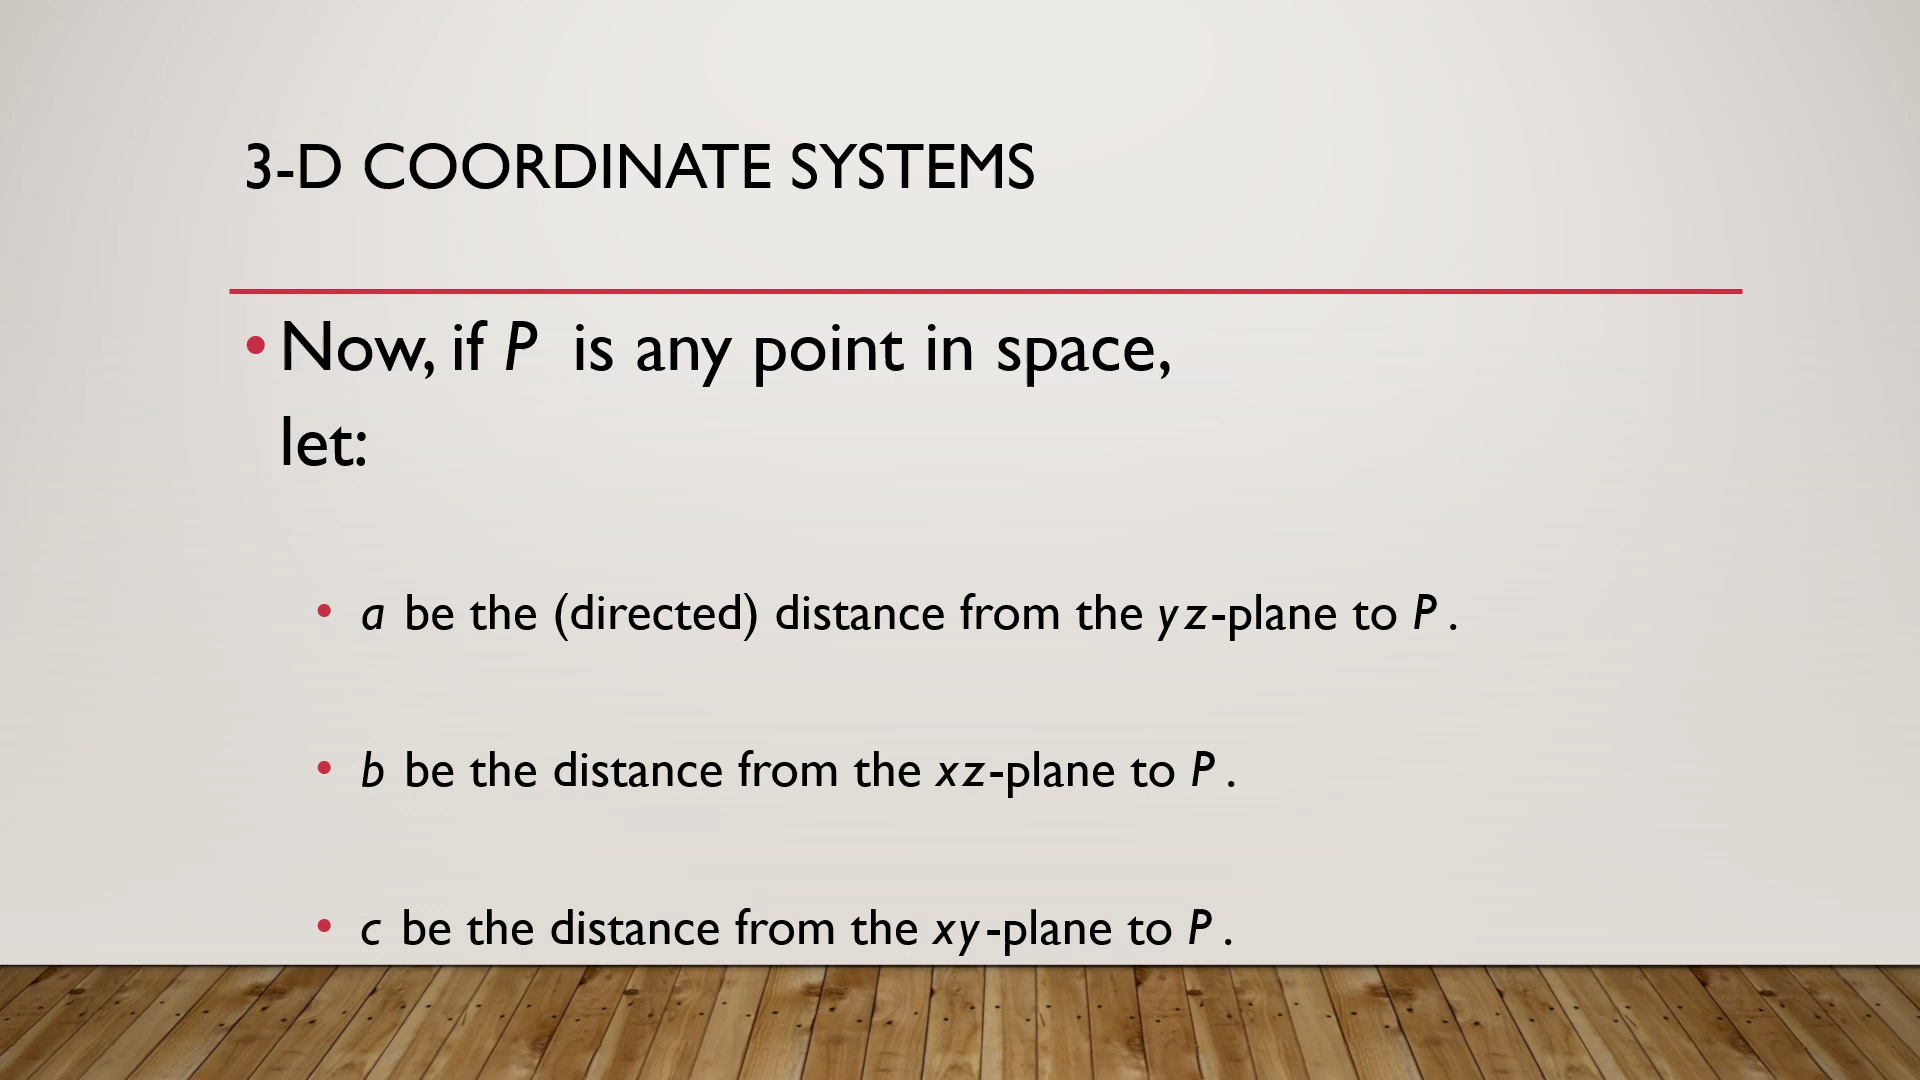 3-D COORDINATE SYSTEMS
• Now, if P is any point in space,
let:
• a be the (directed) distance from the yz-plane to P.
• b be the distance from the xz-plane to P.
• c be the distance from the xy-plane to P.